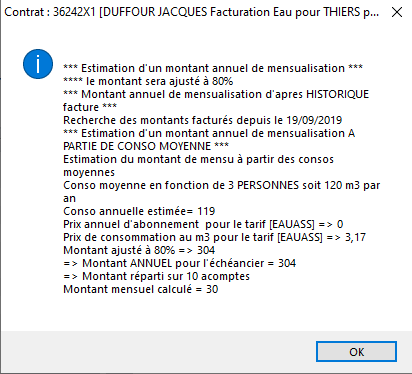 Contrat : 36242X1 [DUFFOUR JACQUES Facturation Eau pour THIERS p...
*** Estimation d'un montant annuel de mensualisation ***
**** le montant sera ajusté à 80%
*** Montant annuel de mensualisation d'apres HISTORIQUE
facture ***
Recherche des montants facturés depuis le 19/09/2019
*** Estimation d'un montant annuel de mensualisation A
PARTIE DE CONSO MOYENNE ***
Estimation du montant de mensu à partir des consos
moyennes
Conso moyenne en fonction de 3 PERSONNES soit 120 m3 par
an
Conso annuelle estimée= 119
Prix annuel d'abonnement  pour le tarif [EAUASS] => 0
Prix de consommation au m3 pour le tarif [EAUASS] => 3,17
Montant ajusté à 80% => 304
=> Montant ANNUEL pour l'échéancier = 304
=> Montant réparti sur 10 acomptes
Montant mensuel calculé = 30
OK